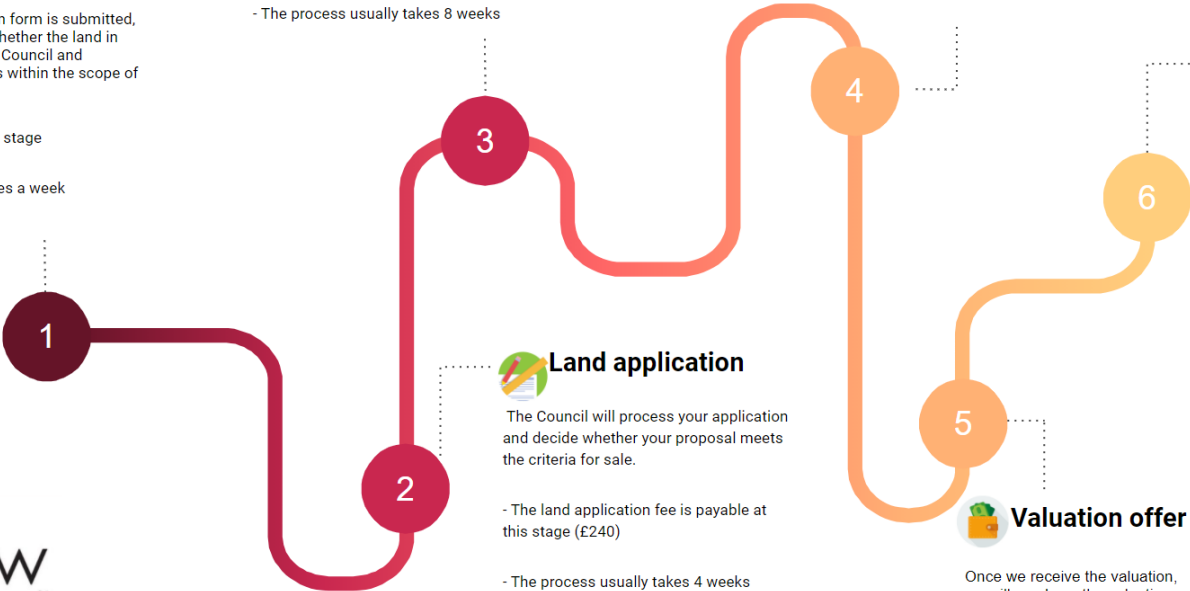 n form is submitted,
hether the land in
Council and
s within the scope of
stage
es a week
- The process usually takes 8 weeks
1
2
3
4
5
6
Land application
The Council will process your application
and decide whether your proposal meets
the criteria for sale.
- The land application fee is payable at
this stage (£240)
- The process usually takes 4 weeks
Valuation offer
Once we receive the valuation,
W